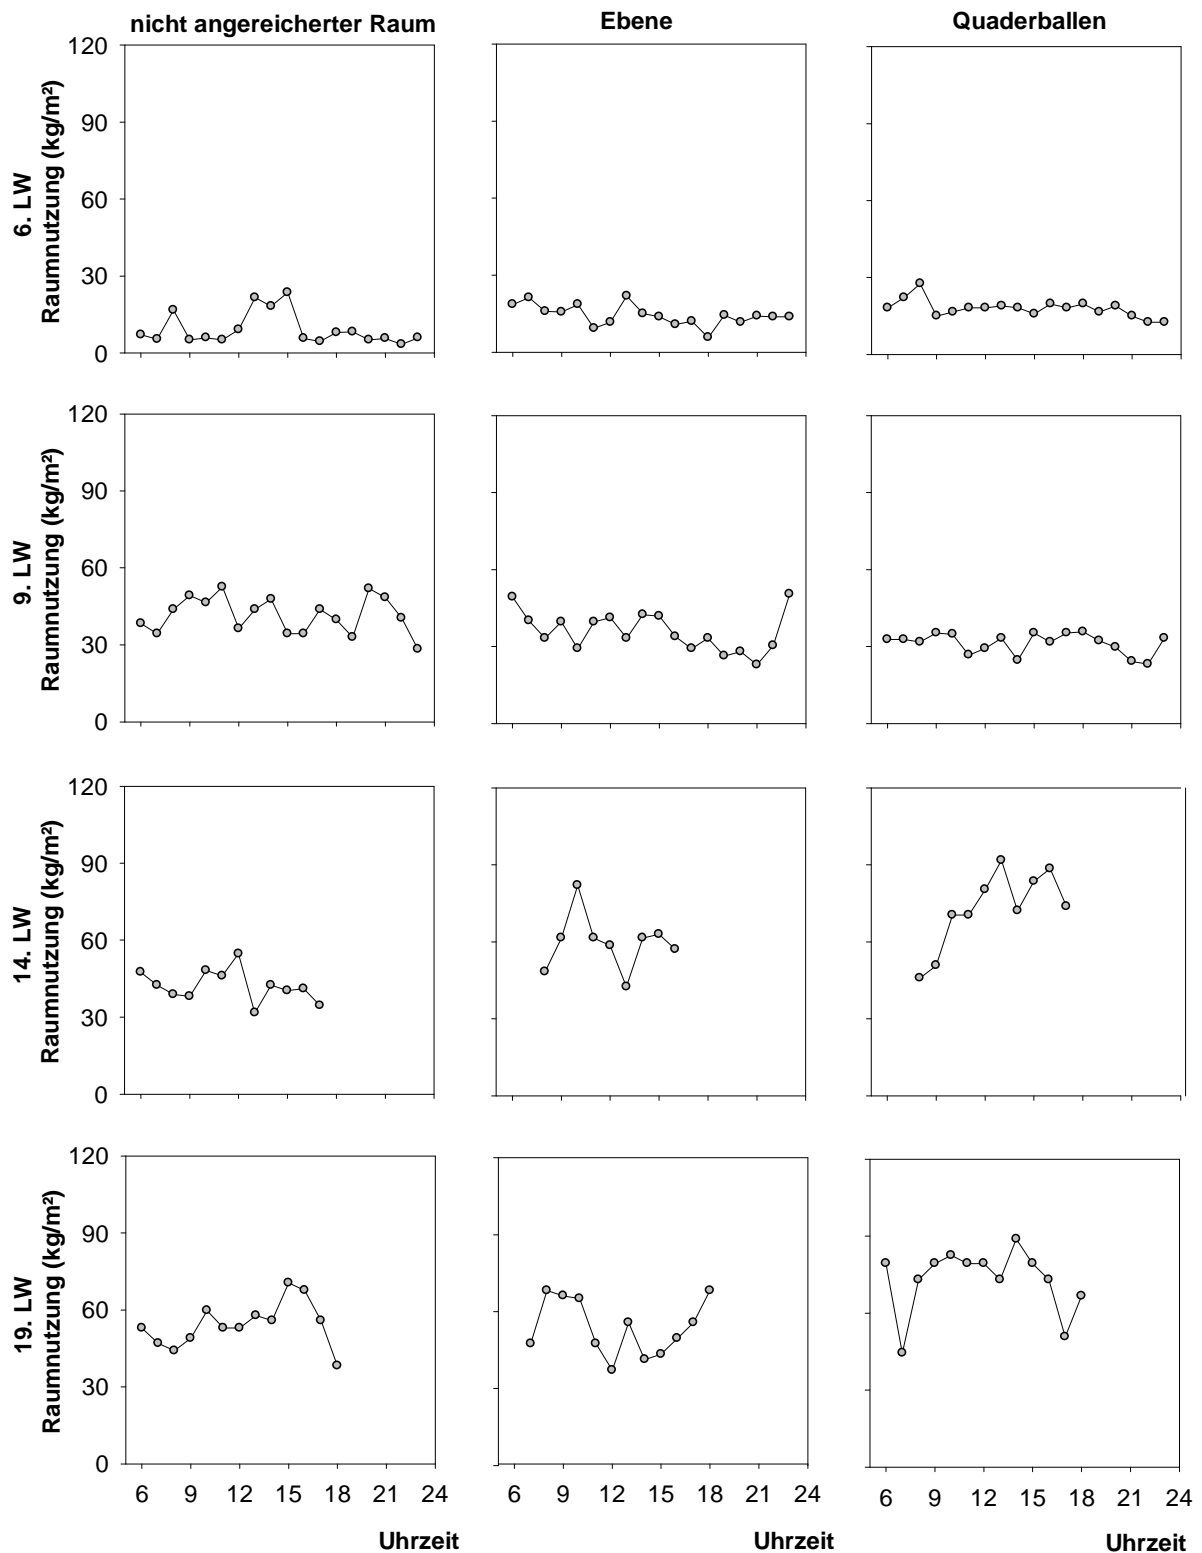 nicht angereicherter Raum
Ebene
Quaderballen
6. LW
Raumnutzung (kg/m²)
120
90
60
30
0
9. LW
Raumnutzung (kg/m²)
120
90
60
30
0
14. LW
Raumnutzung (kg/m²)
120
90
60
30
0
19. LW
Raumnutzung (kg/m²)
120
90
60
30
0
6 9 12 15 18 21 24
6 9 12 15 18 21 24
6 9 12 15 18 21 24
Uhrzeit
Uhrzeit
Uhrzeit